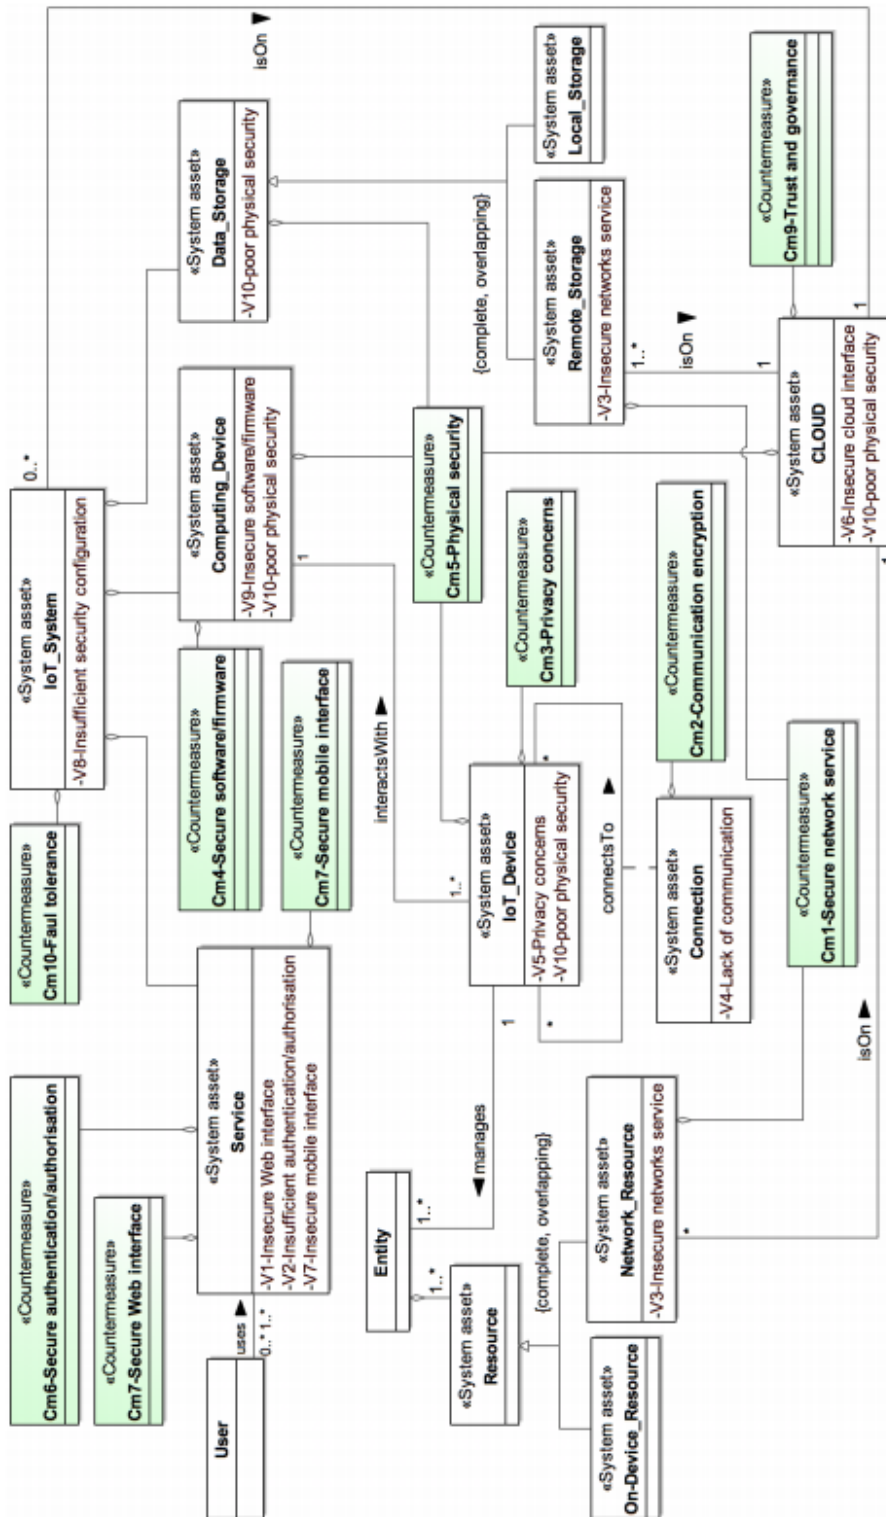 «Countermeasure»
Cm6-Secure authentication/authorisation
«Countermeasure»
Cm10-Faul tolerance
«System asset»
IoT_System
-V8-Insufficient security configuration
0..*
isOn ▼
«Countermeasure»
Cm7-Secure Web interface
«Countermeasure»
Cm4-Secure software/firmware
«System asset»
Computing_Device
-V9-Insecure software/firmware
-V10-poor physical security
1
«System asset»
Data_Storage
-V10-poor physical security
User
uses ►
0..*
1..*
«System asset»
Service
-V1-Insecure Web interface
-V2-Insufficient authentication/authorisation
-V7-Insecure mobile interface
«Countermeasure»
Cm7-Secure mobile interface
interactsWith ►
1..*
Entity
1..*
1..*
◄ manages
1
«Countermeasure»
Cm5-Physical security
{complete, overlapping}
«System asset»
Resource
{complete, overlapping}
«System asset»
IoT_Device
-V5-Privacy concerns
-V10-poor physical security
*
*
connectsTo ►
«Countermeasure»
Cm3-Privacy concerns
«System asset»
Remote_Storage
-V3-Insecure networks service
1..*
«System asset»
Local_Storage
«System asset»
On-Device_Resource
«System asset»
Network_Resource
-V3-Insecure networks service
*
«System asset»
Connection
-V4-Lack of communication
«Countermeasure»
Cm2-Communication encryption
isOn ▼
1
«Countermeasure»
Cm1-Secure network service
«System asset»
CLOUD
-V6-Insecure cloud interface
-V10-poor physical security
«Countermeasure»
Cm9-Trust and governance
isOn ►
1
1